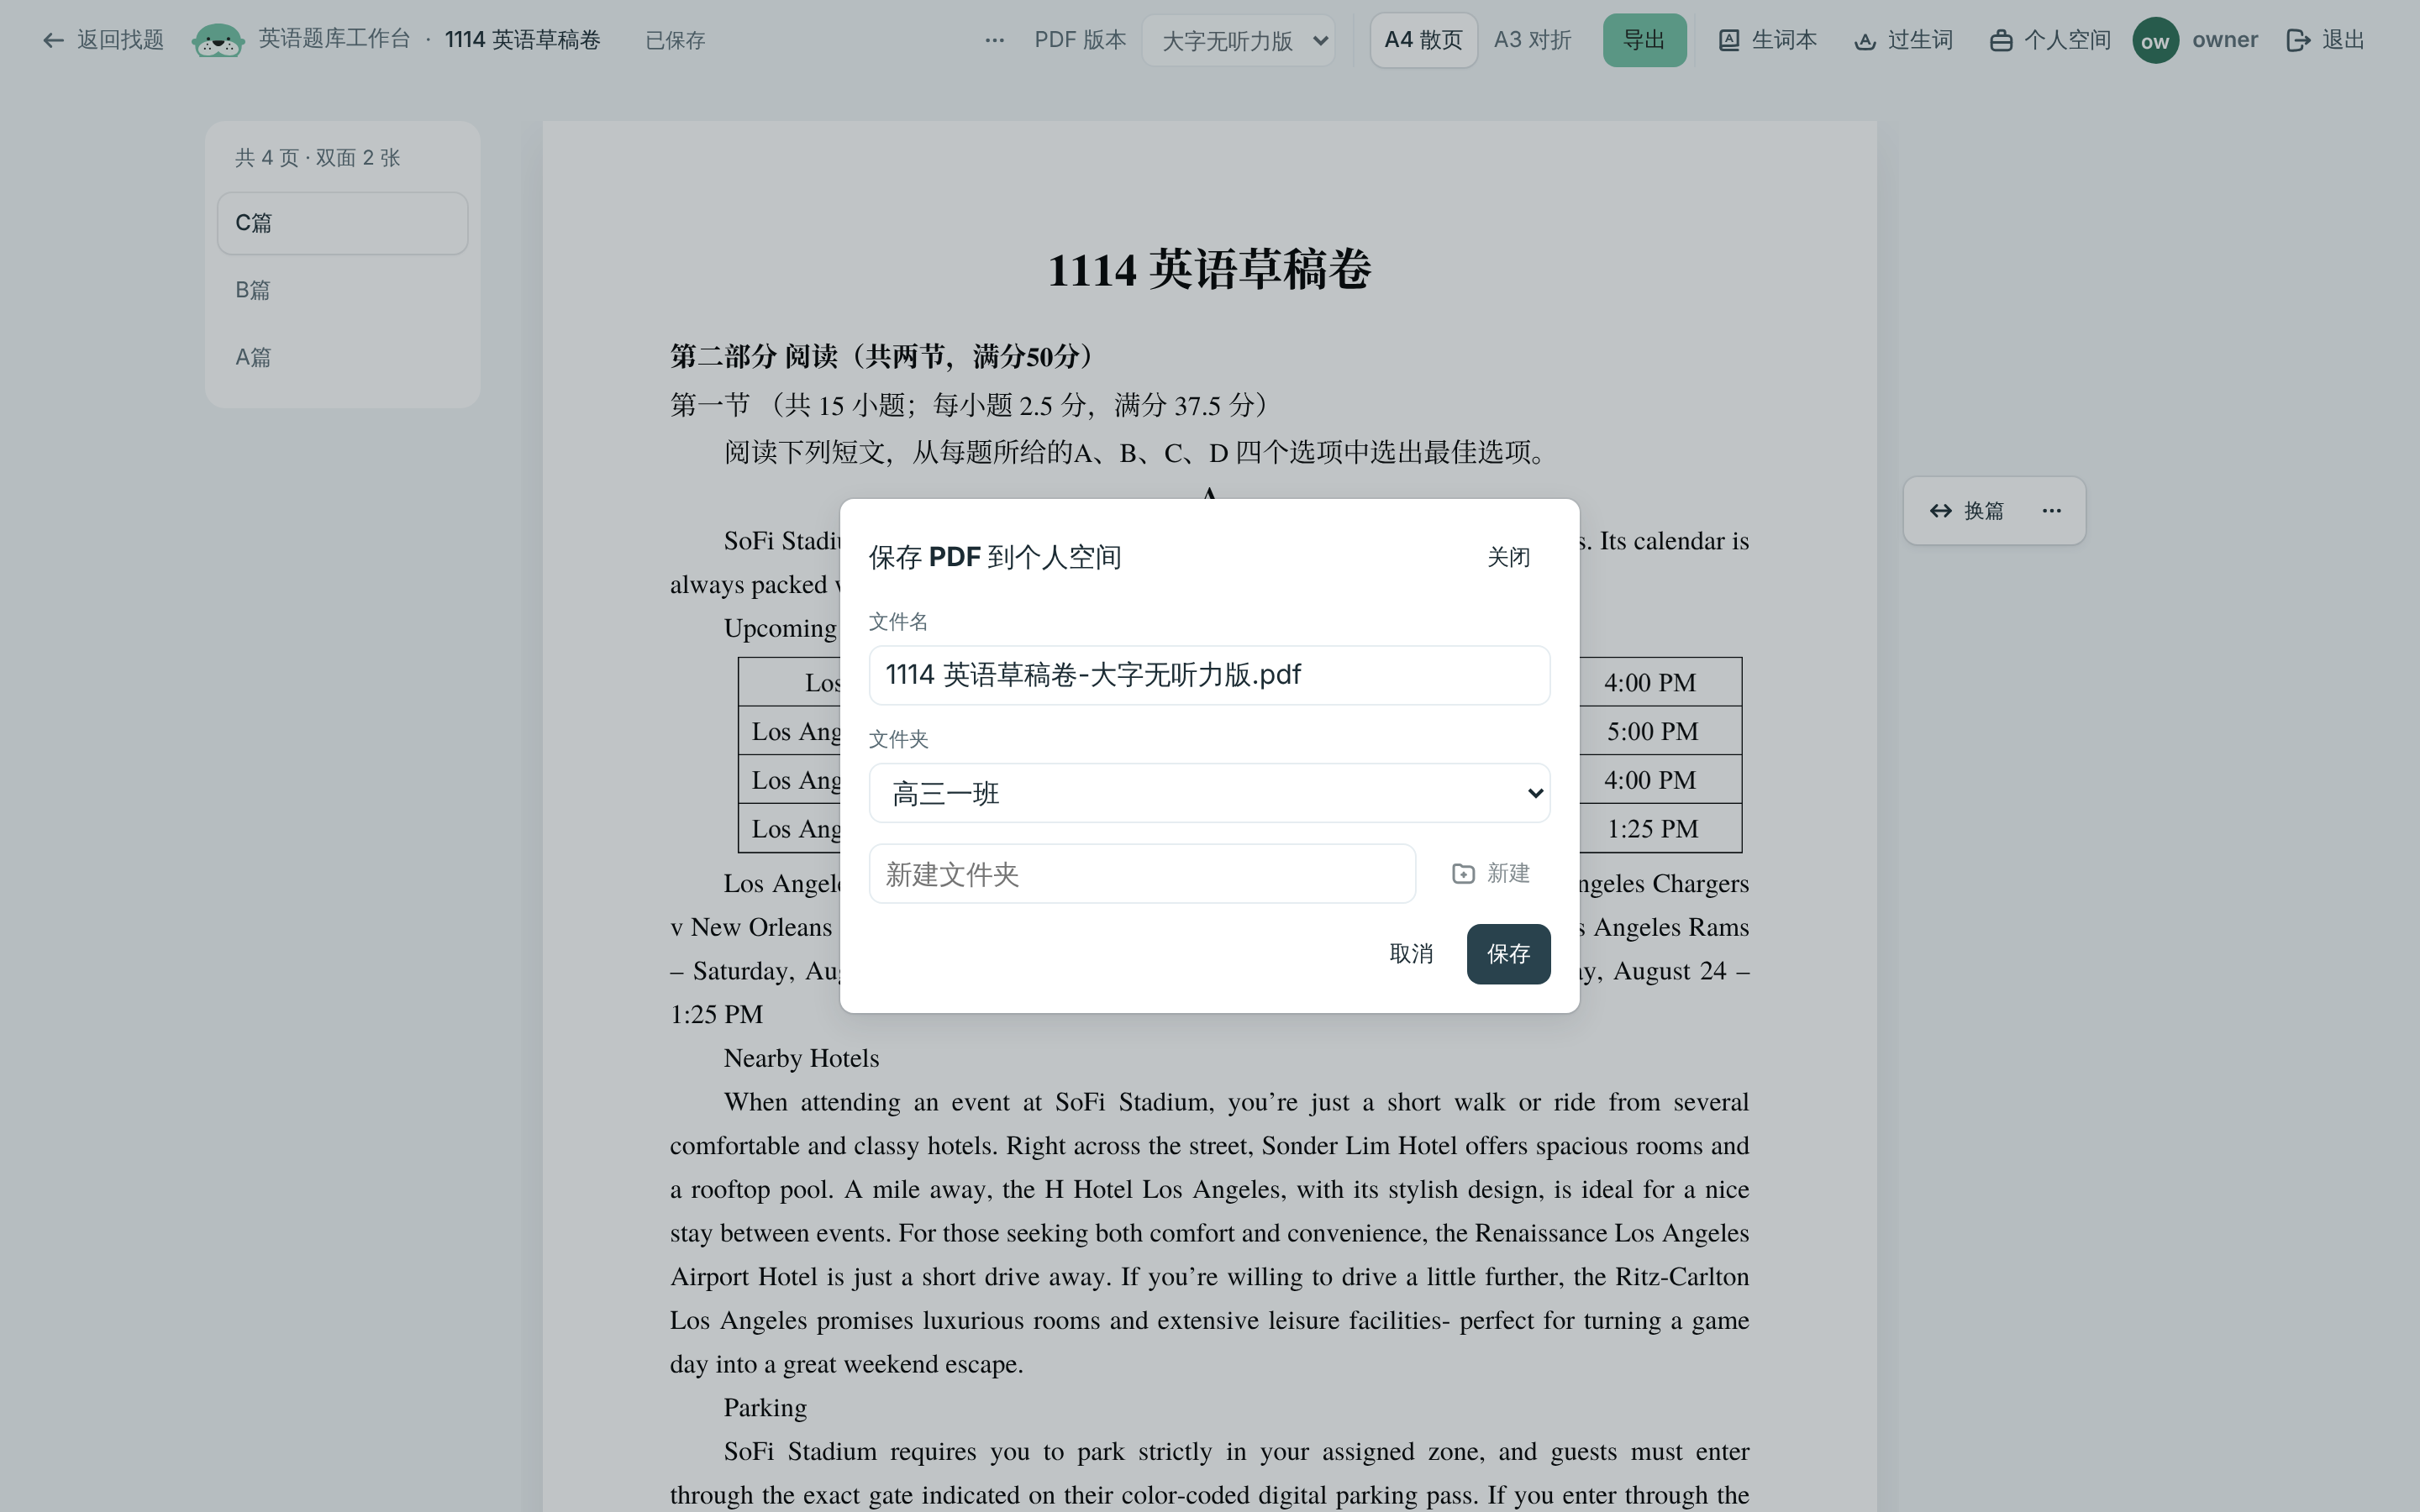 返回找题
英语题库工作台 · 1114 英语草稿卷
已保存
PDF 版本
大字无听力版
A4 散页
A3 对折
导出
生词本
过生词
个人空间
ow
owner
退出
共 4 页 · 双面 2 张
C篇
B篇
A篇
1114 英语草稿卷
第二部分 阅读（共两节，满分50分）
第一节 （共 15 小题；每小题 2.5 分，满分 37.5 分）
阅读下列短文，从每题所给的A、B、C、D 四个选项中选出最佳选项。
换篇
保存 PDF 到个人空间
关闭
文件名
1114 英语草稿卷-大字无听力版.pdf
文件夹
高三一班
新建文件夹
新建
取消
保存
SoFi
s. Its calendar is
always packed
Upcoming
Los
4:00 PM
Los Ang
5:00 PM
Los Ang
4:00 PM
Los Ang
1:25 PM
Los
ngeles Chargers
v New Orleans
s Angeles Rams
– Saturday,
ay, August 24 –
1:25 PM
Nearby Hotels
When attending an event at SoFi Stadium, you’re just a short walk or ride from several
comfortable and classy hotels. Right across the street, Sonder Lim Hotel offers spacious rooms and
a rooftop pool. A mile away, the H Hotel Los Angeles, with its stylish design, is ideal for a nice
stay between events. For those seeking both comfort and convenience, the Renaissance Los Angeles
Airport Hotel is just a short drive away. If you’re willing to drive a little further, the Ritz-Carlton
Los Angeles promises luxurious rooms and extensive leisure facilities- perfect for turning a game
day into a great weekend escape.
Parking
SoFi Stadium requires you to park strictly in your assigned zone, and guests must enter
through the exact gate indicated on their color-coded digital parking pass. If you enter through the